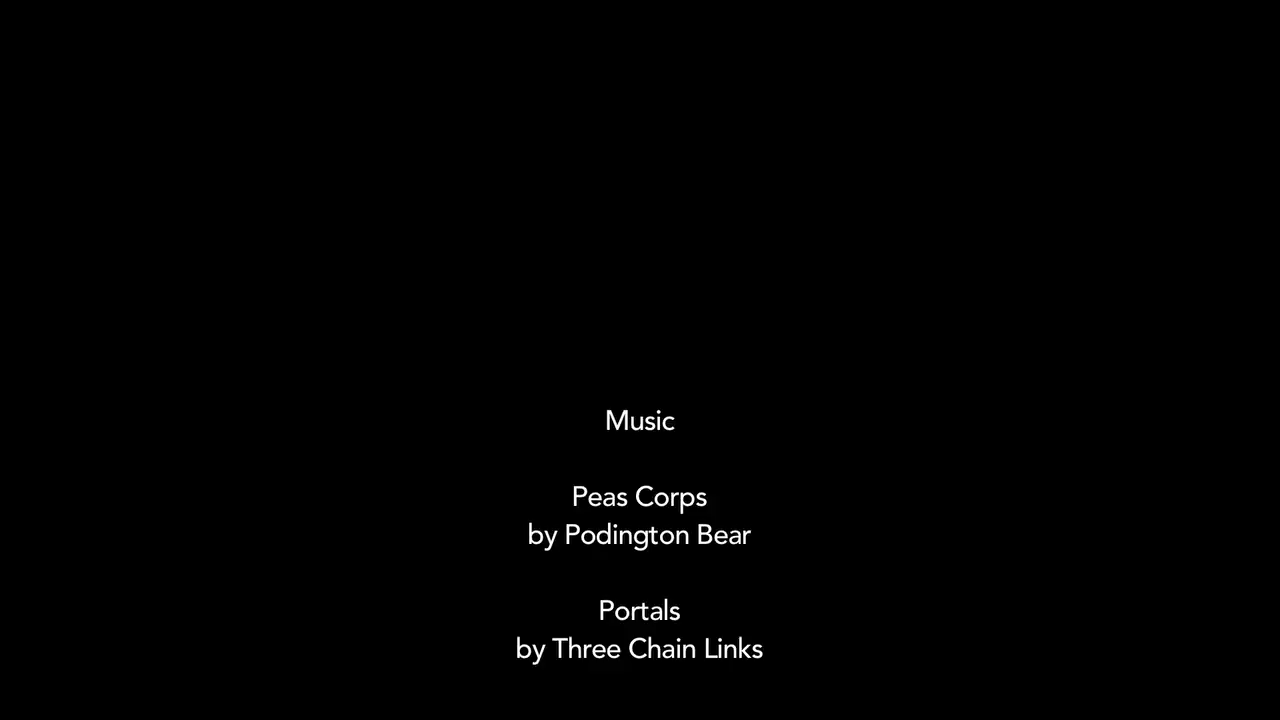 Music
Peas Corps
by Podington Bear
Portals
by Three Chain Links